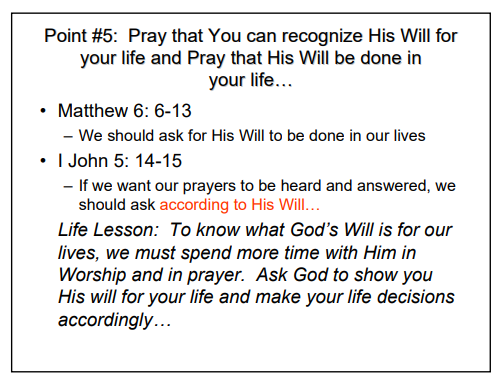 Point #5: Pray that You can recognize His Will for
your life and Pray that His Will be done in
your life…
• Matthew 6: 6-13
– We should ask for His Will to be done in our lives
• I John 5: 14-15
– If we want our prayers to be heard and answered, we
should ask according to His Will…
Life Lesson: To know what God’s Will is for our
lives, we must spend more time with Him in
Worship and in prayer. Ask God to show you
His will for your life and make your life decisions
accordingly…